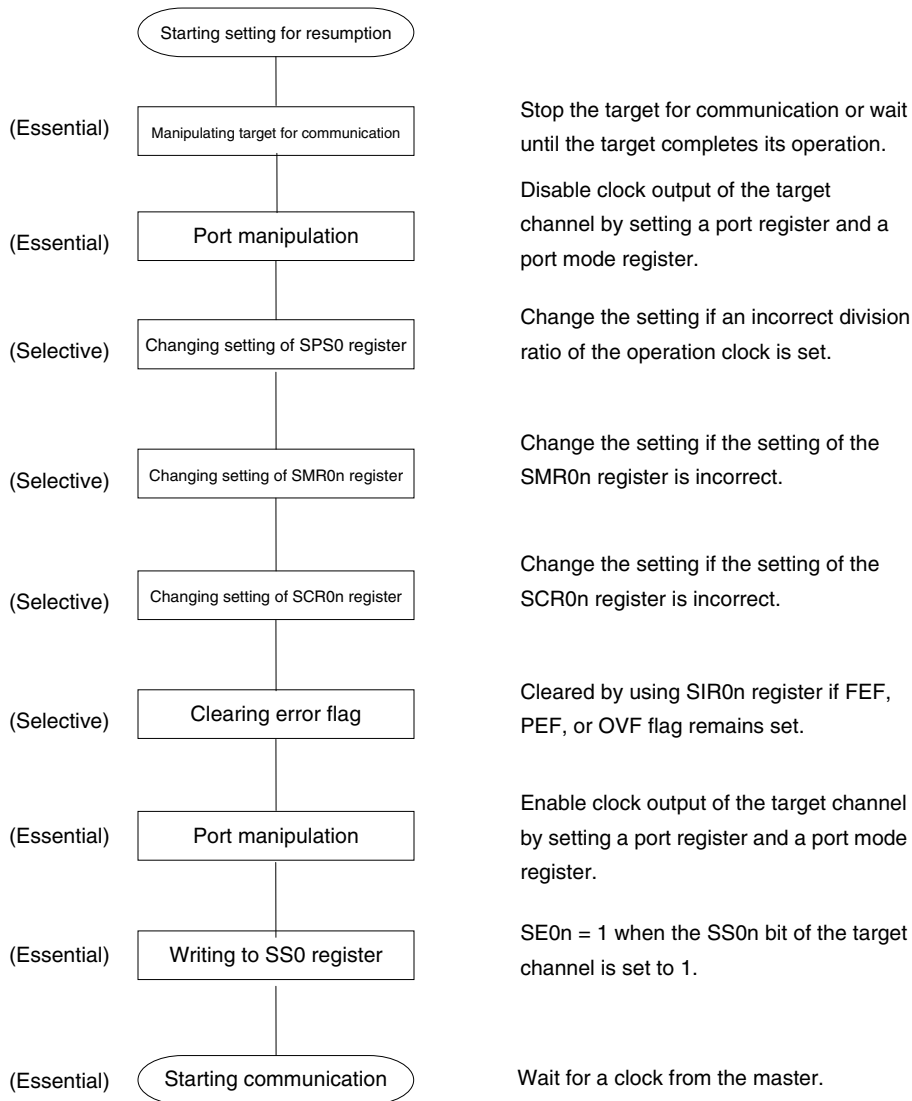 Starting setting for resumption
(Essential)
Manipulating target for communication
Stop the target for communication or wait
until the target completes its operation.
(Essential)
Port manipulation
Disable clock output of the target
channel by setting a port register and a
port mode register.
(Selective)
Changing setting of SPS0 register
Change the setting if an incorrect division
ratio of the operation clock is set.
(Selective)
Changing setting of SMR0n register
Change the setting if the setting of the
SMR0n register is incorrect.
(Selective)
Changing setting of SCR0n register
Change the setting if the setting of the
SCR0n register is incorrect.
(Selective)
Clearing error flag
Cleared by using SIR0n register if FEF,
PEF, or OVF flag remains set.
(Essential)
Port manipulation
Enable clock output of the target channel
by setting a port register and a port mode
register.
(Essential)
Writing to SS0 register
SE0n = 1 when the SS0n bit of the target
channel is set to 1.
(Essential)
Starting communication
Wait for a clock from the master.